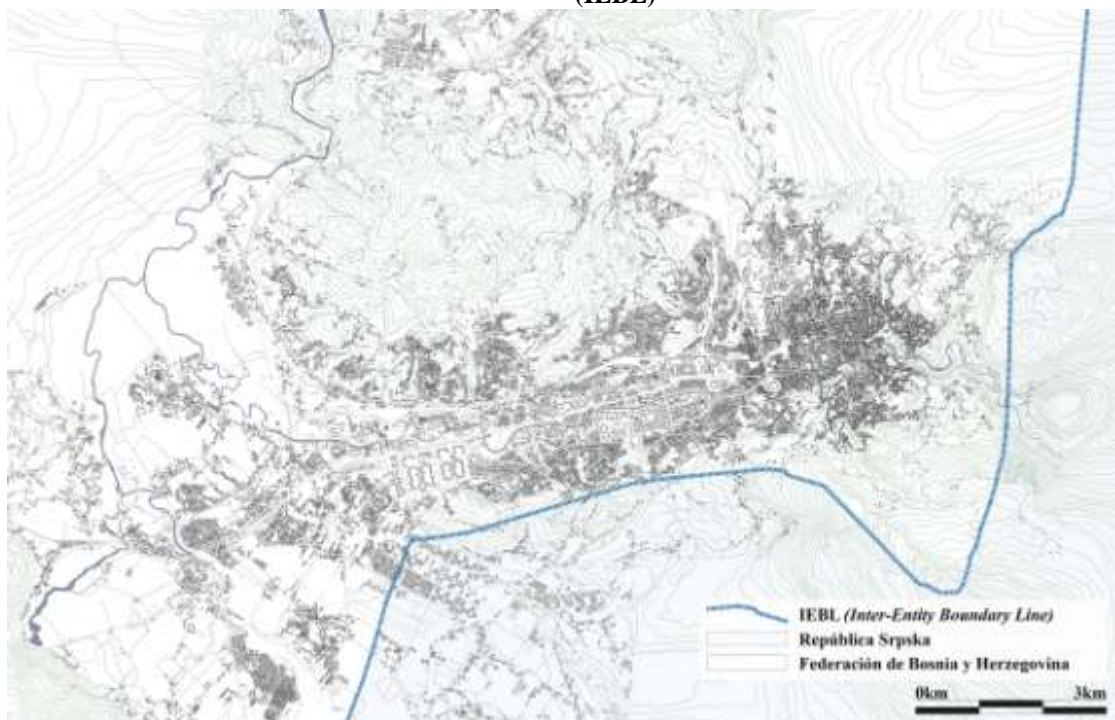 (IEBL)
IEBL (Inter-Entity Boundary Line)
República Srpska
Federación de Bosnia y Herzegovina
0km 3km